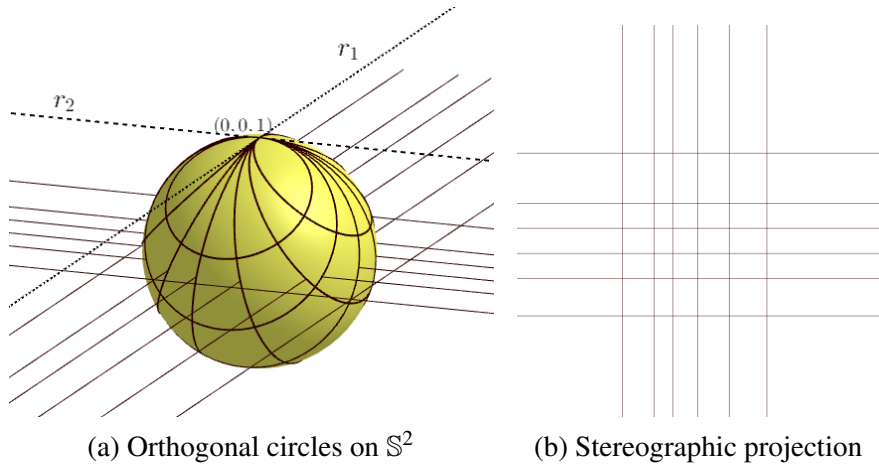 r₁
r₂
(0, 0, 1)
(a) Orthogonal circles on 𝕊²
(b) Stereographic projection